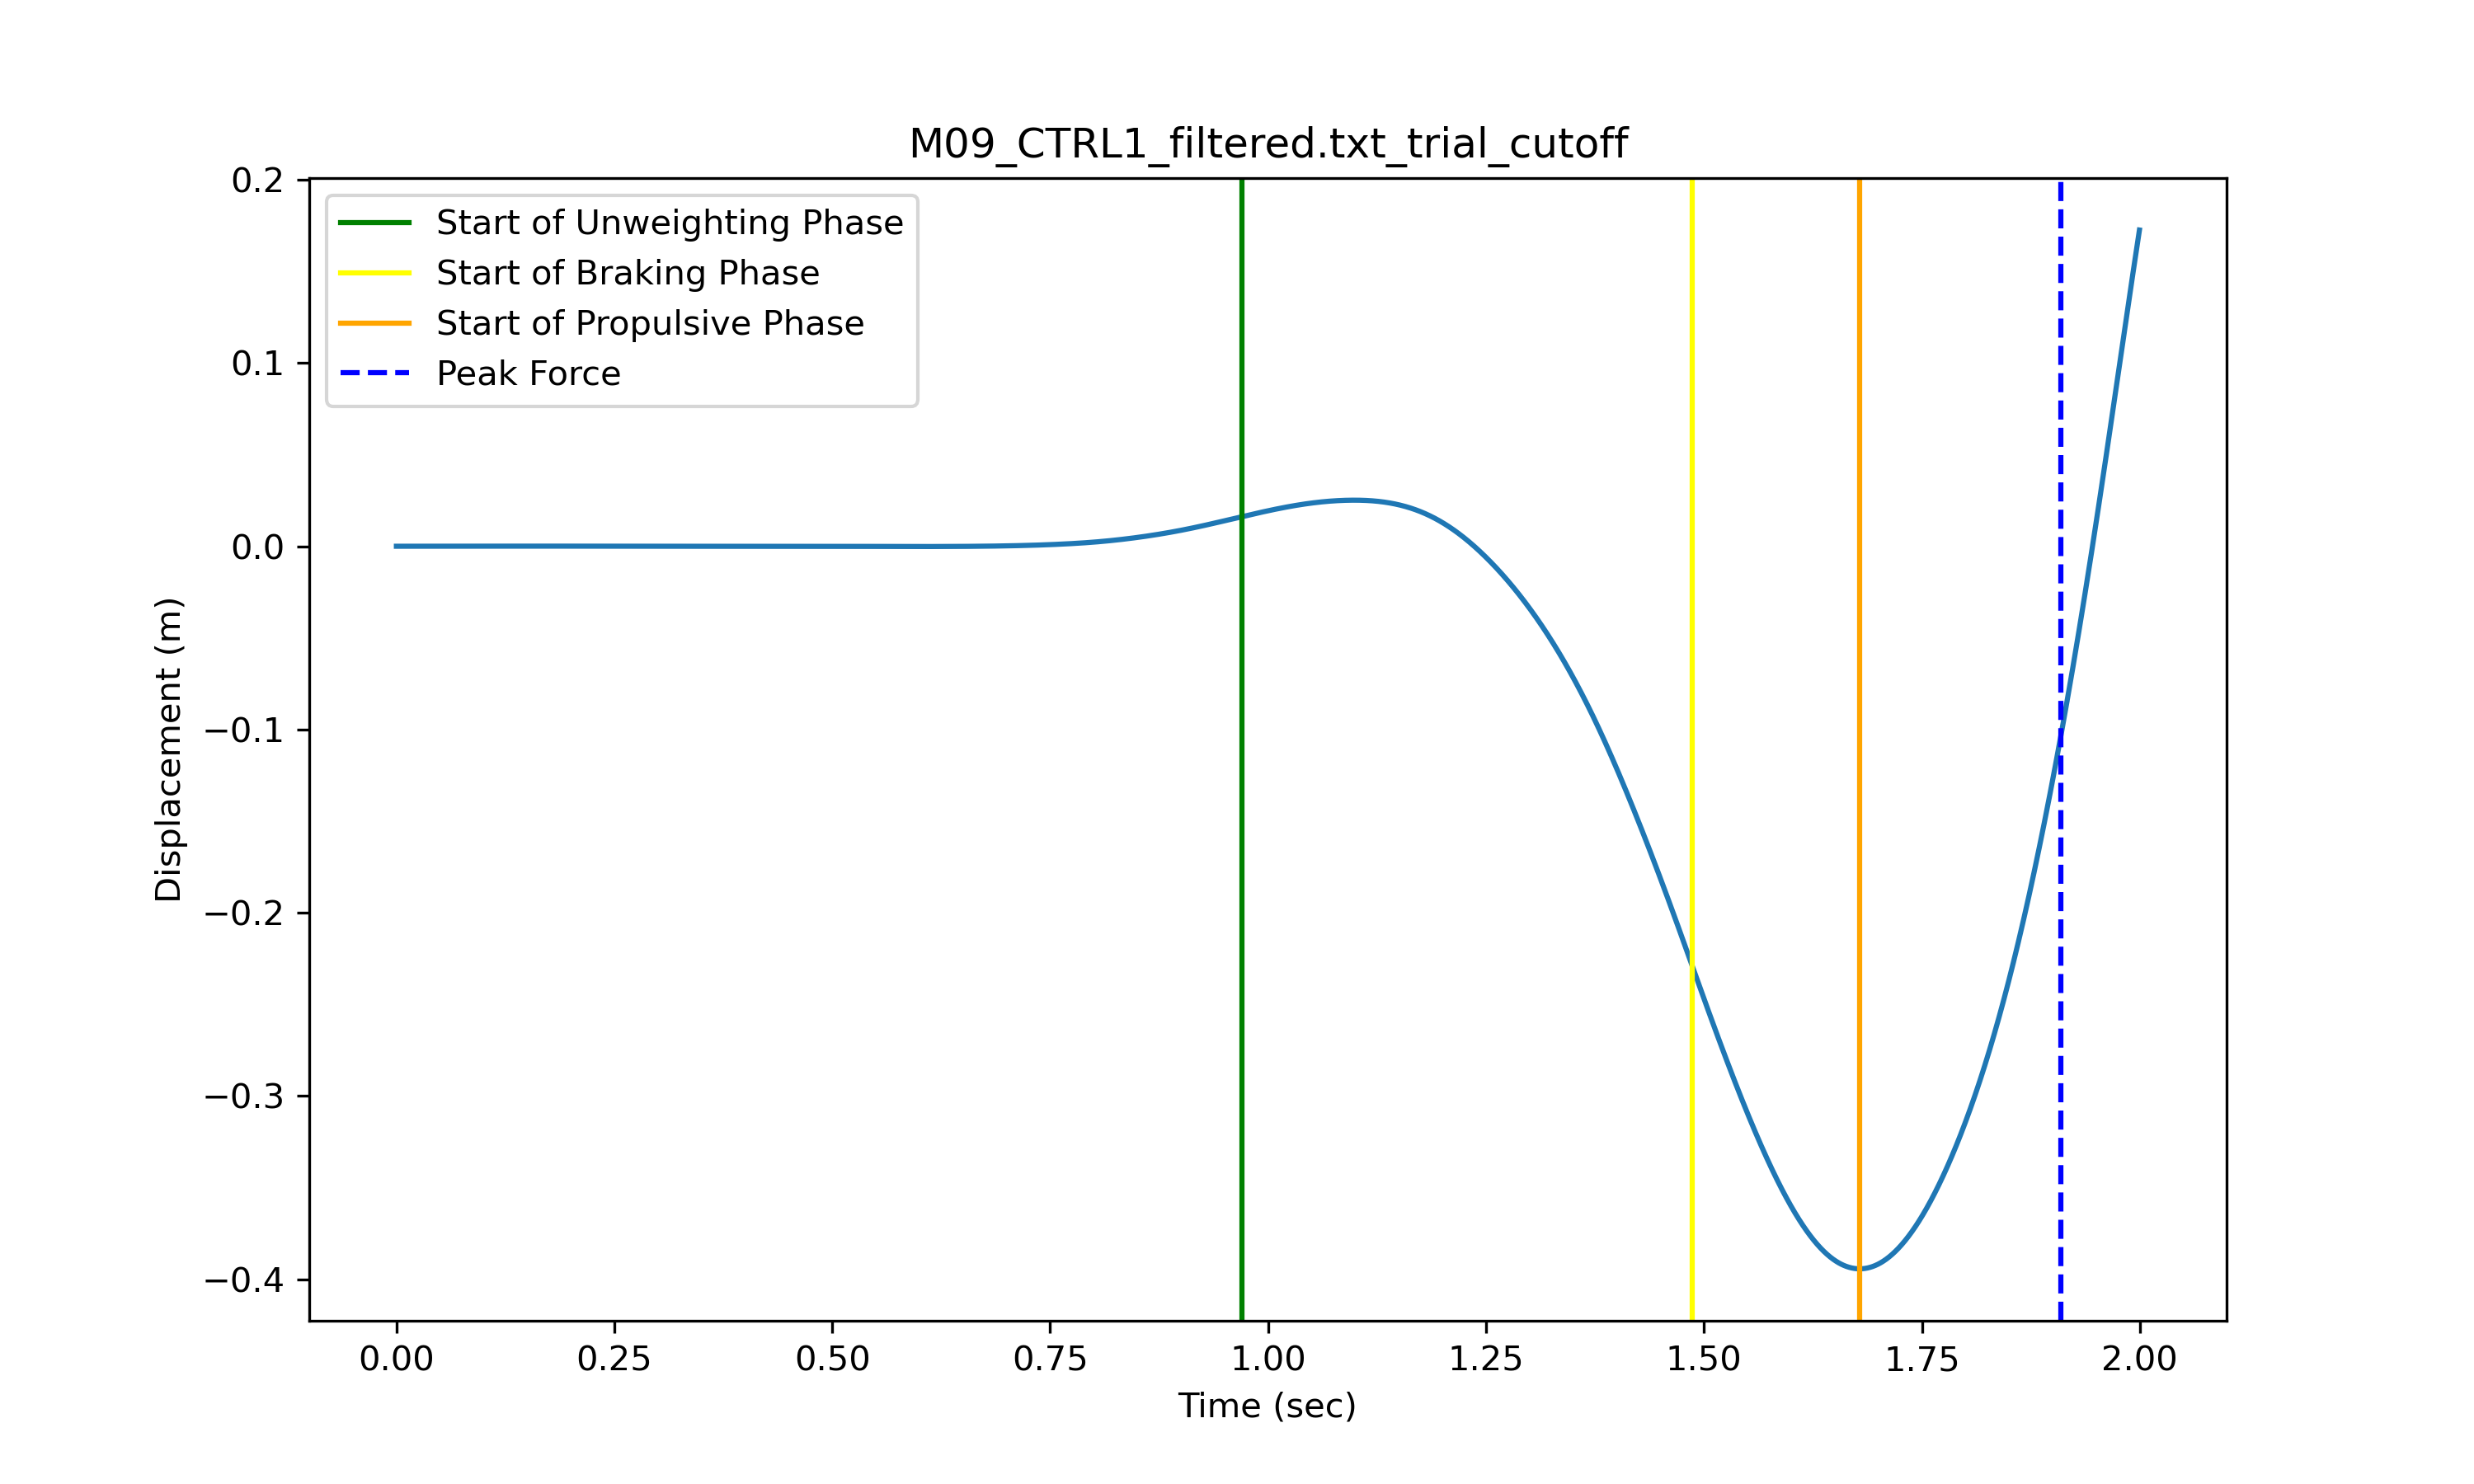 M09_CTRL1_filtered.txt_trial_cutoff
Start of Unweighting Phase
Start of Braking Phase
Start of Propulsive Phase
Peak Force
0.2
0.1
0.0
−0.1
−0.2
−0.3
−0.4
Displacement (m)
0.00 0.25 0.50 0.75 1.00 1.25 1.50 1.75 2.00
Time (sec)